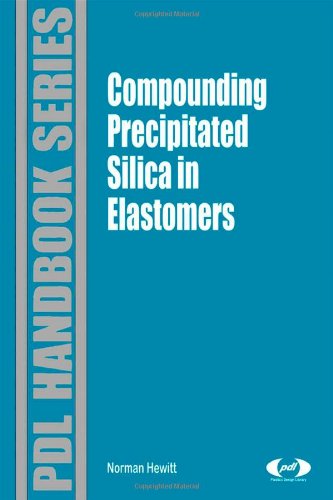 PDL HANDBOOK SERIES
Compounding
Precipitated
Silica in
Elastomers
Norman Hewitt
pdl
Plastics Design Library